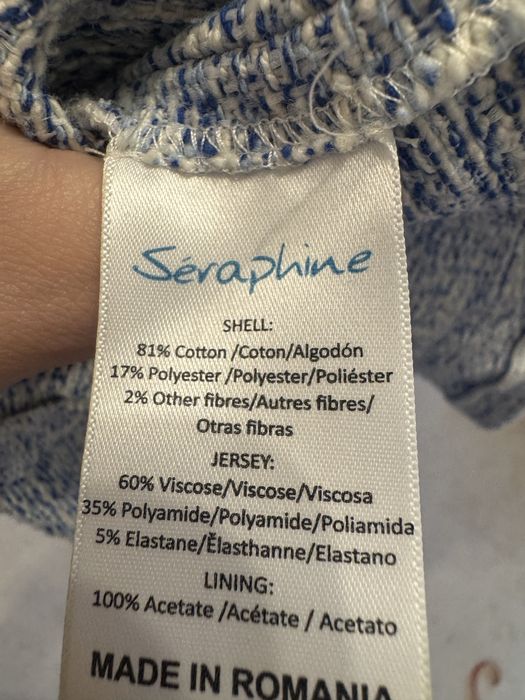 Séraphine
SHELL:
81% Cotton /Coton/Algodón
17% Polyester /Polyester/Poliéster
2% Other fibres/Autres fibres/
Otras fibras
JERSEY:
60% Viscose/Viscose/Viscosa
35% Polyamide/Polyamide/Poliamida
5% Elastane/Ĕlasthanne/Elastano
LINING:
100% Acetate /Acétate / Acetato
MADE IN ROMANIA